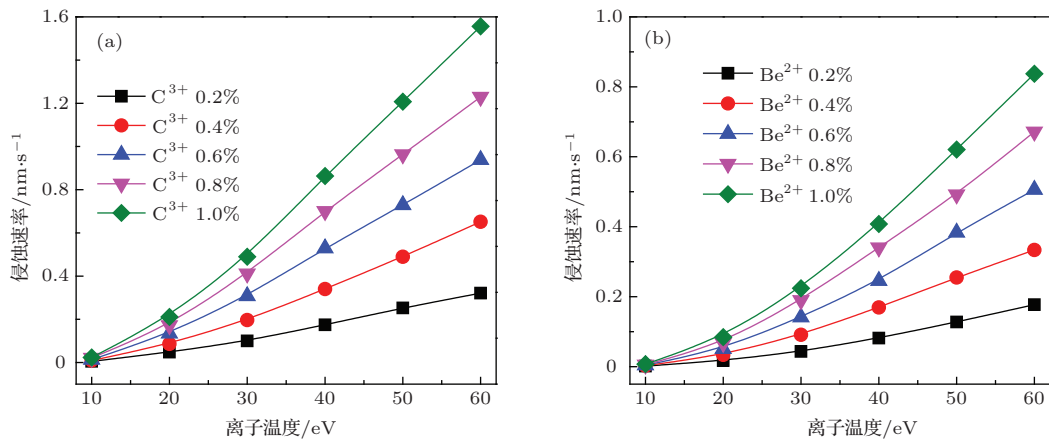 (a)
C³⁺ 0.2%
C³⁺ 0.4%
C³⁺ 0.6%
C³⁺ 0.8%
C³⁺ 1.0%
侵蚀速率/nm·s⁻¹
1.6
1.2
0.8
0.4
0
10 20 30 40 50 60
离子温度/eV
(b)
Be²⁺ 0.2%
Be²⁺ 0.4%
Be²⁺ 0.6%
Be²⁺ 0.8%
Be²⁺ 1.0%
侵蚀速率/nm·s⁻¹
1.0
0.8
0.6
0.4
0.2
0
10 20 30 40 50 60
离子温度/eV